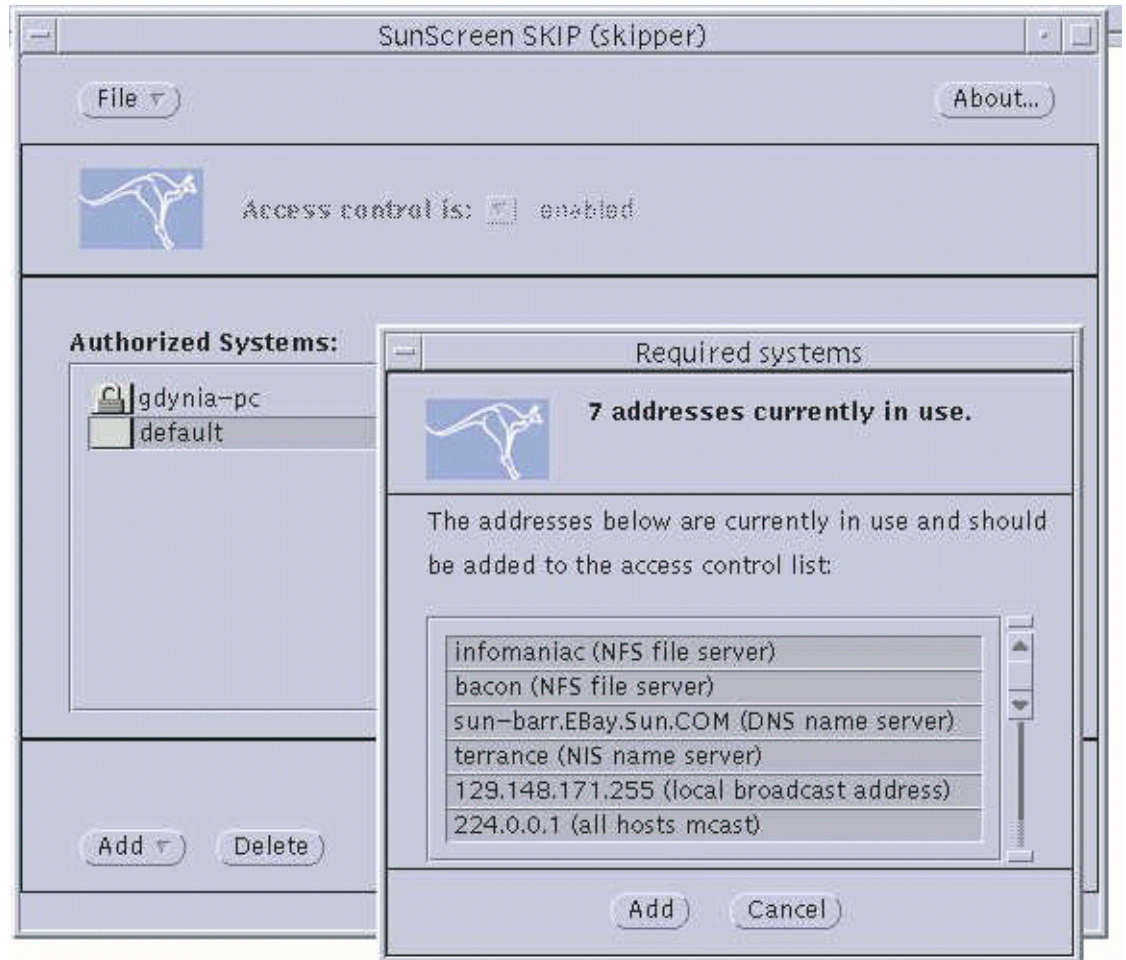 SunScreen SKIP (skipper)
File
About...
Access control is: enabled
Authorized Systems:
gdynia-pc
default
Required systems
7 addresses currently in use.
The addresses below are currently in use and should
be added to the access control list:
infomaniac (NFS file server)
bacon (NFS file server)
sun-barr.EBay.Sun.COM (DNS name server)
terrance (NIS name server)
129.148.171.255 (local broadcast address)
224.0.0.1 (all hosts mcast)
Add
Delete
Add
Cancel